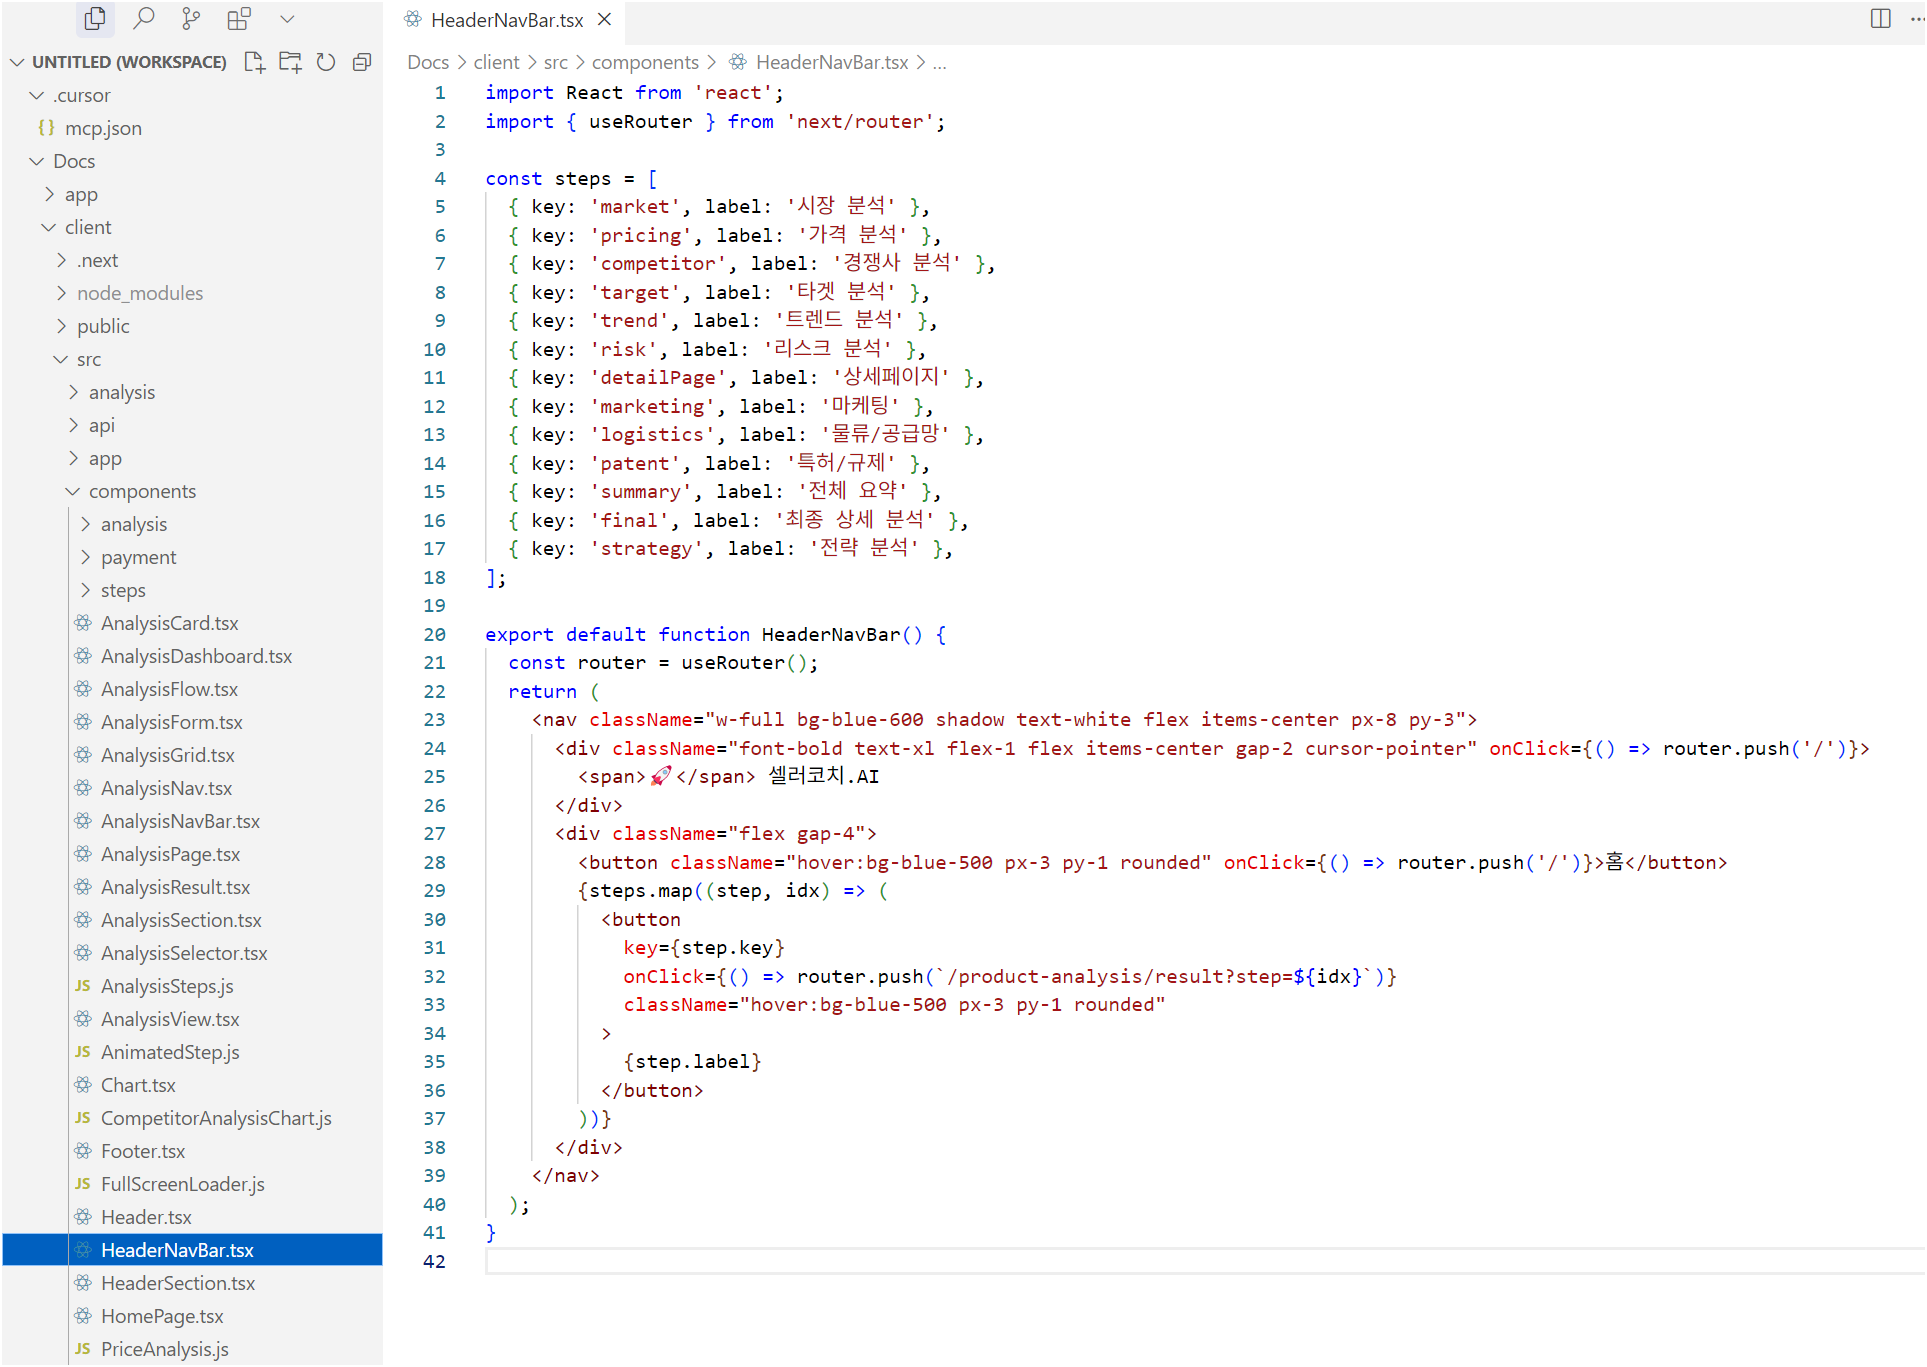 HeaderNavBar.tsx
UNTITLED (WORKSPACE)
.cursor
{} mcp.json
Docs
app
client
.next
node_modules
public
src
analysis
api
app
components
analysis
payment
steps
AnalysisCard.tsx
AnalysisDashboard.tsx
AnalysisFlow.tsx
AnalysisForm.tsx
AnalysisGrid.tsx
AnalysisNav.tsx
AnalysisNavBar.tsx
AnalysisPage.tsx
AnalysisResult.tsx
AnalysisSection.tsx
AnalysisSelector.tsx
JS AnalysisSteps.js
AnalysisView.tsx
JS AnimatedStep.js
Chart.tsx
JS CompetitorAnalysisChart.js
Footer.tsx
JS FullScreenLoader.js
Header.tsx
HeaderNavBar.tsx
HeaderSection.tsx
HomePage.tsx
JS PriceAnalysis.js
Docs > client > src > components > HeaderNavBar.tsx > ...
1 import React from 'react';
2 import { useRouter } from 'next/router';
3
4 const steps = [
5 { key: 'market', label: '시장 분석' },
6 { key: 'pricing', label: '가격 분석' },
7 { key: 'competitor', label: '경쟁사 분석' },
8 { key: 'target', label: '타겟 분석' },
9 { key: 'trend', label: '트렌드 분석' },
10 { key: 'risk', label: '리스크 분석' },
11 { key: 'detailPage', label: '상세페이지' },
12 { key: 'marketing', label: '마케팅' },
13 { key: 'logistics', label: '물류/공급망' },
14 { key: 'patent', label: '특허/규제' },
15 { key: 'summary', label: '전체 요약' },
16 { key: 'final', label: '최종 상세 분석' },
17 { key: 'strategy', label: '전략 분석' },
18 ];
19
20 export default function HeaderNavBar() {
21 const router = useRouter();
22 return (
23 <nav className="w-full bg-blue-600 shadow text-white flex items-center px-8 py-3">
24 <div className="font-bold text-xl flex-1 flex items-center gap-2 cursor-pointer" onClick={() => router.push('/')}>
25 <span>🚀</span> 셀러코치.AI
26 </div>
27 <div className="flex gap-4">
28 <button className="hover:bg-blue-500 px-3 py-1 rounded" onClick={() => router.push('/')}>홈</button>
29 {steps.map((step, idx) => (
30 <button
31 key={step.key}
32 onClick={() => router.push(`/product-analysis/result?step=${idx}`)}
33 className="hover:bg-blue-500 px-3 py-1 rounded"
34 >
35 {step.label}
36 </button>
37 ))}
38 </div>
39 </nav>
40 );
41 }
42